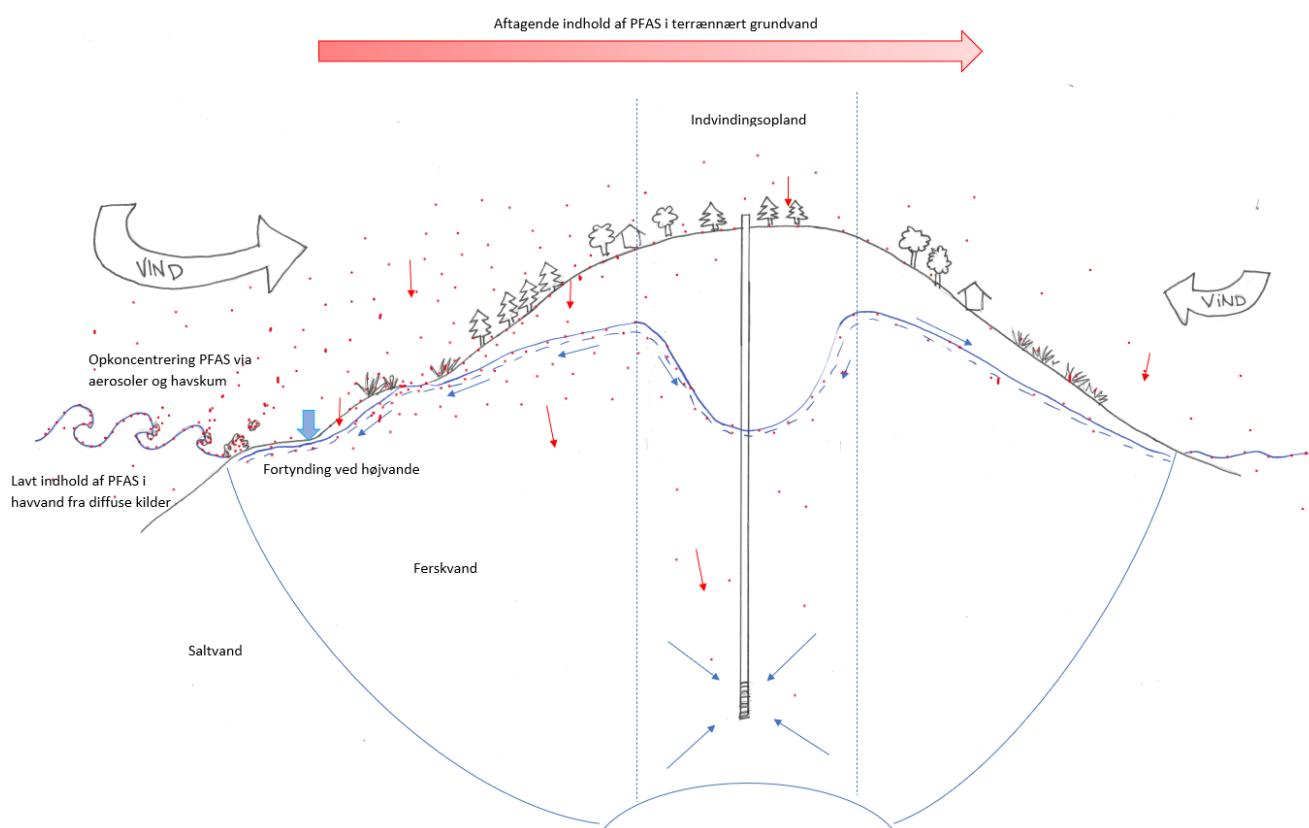 Aftagende indhold af PFAS i terrænnært grundvand
Indvindingsopland
VIND
VIND
Opkoncentrering PFAS via
aerosoler og havskum
Lavt indhold af PFAS i
havvand fra diffuse kilder
Fortynding ved højvande
Ferskvand
Saltvand